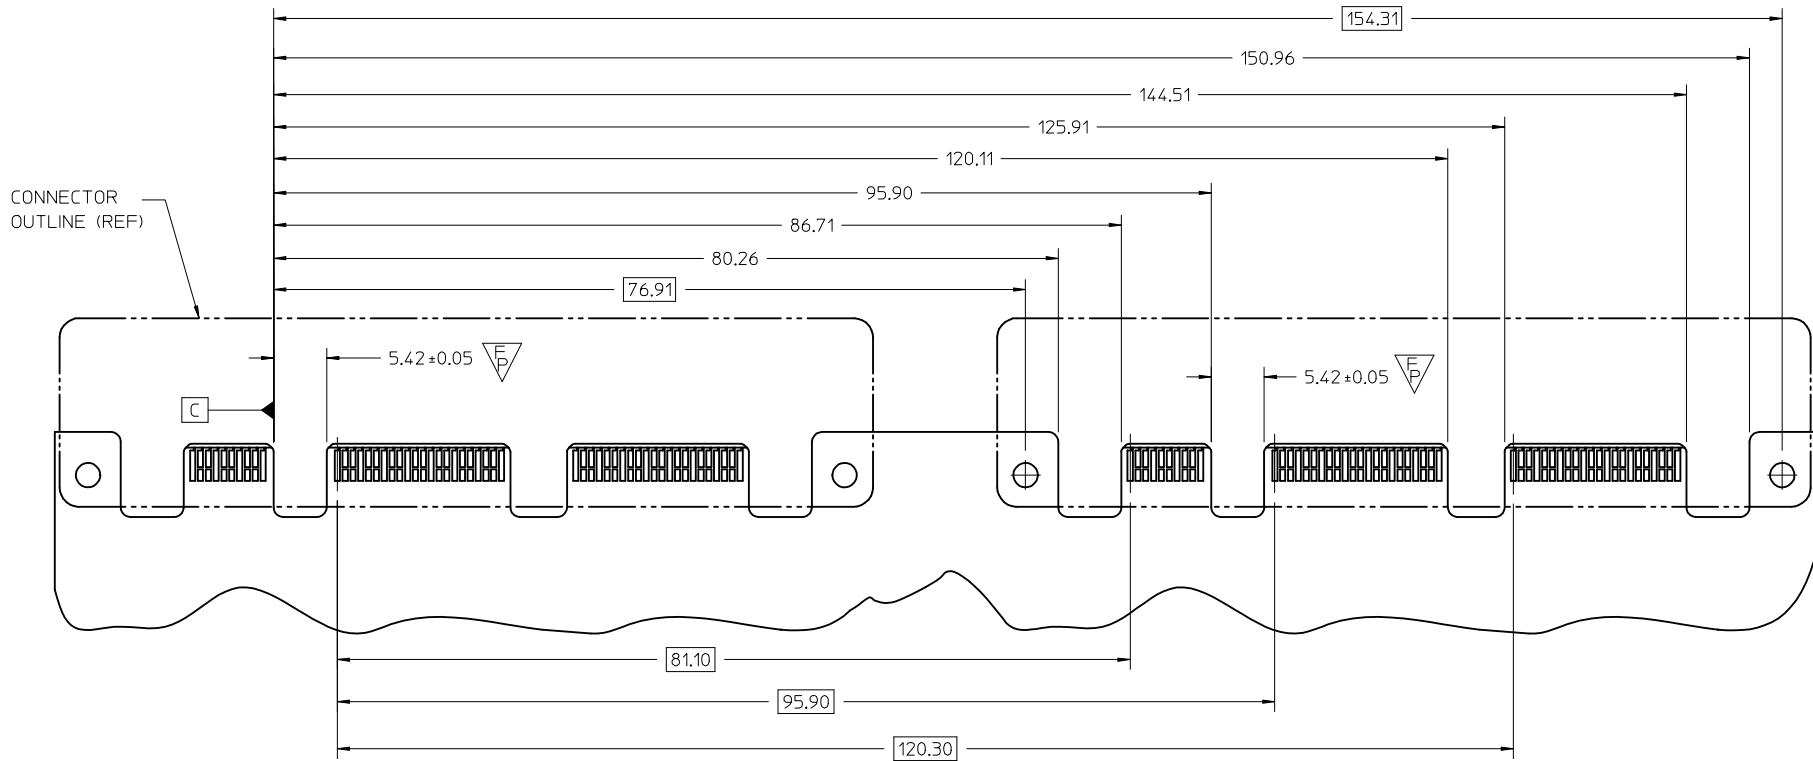 154.31
150.96
144.51
125.91
120.11
95.90
CONNECTOR
OUTLINE (REF)
86.71
80.26
76.91
5.42±0.05 FP
5.42±0.05 FP
C
81.10
95.90
120.30